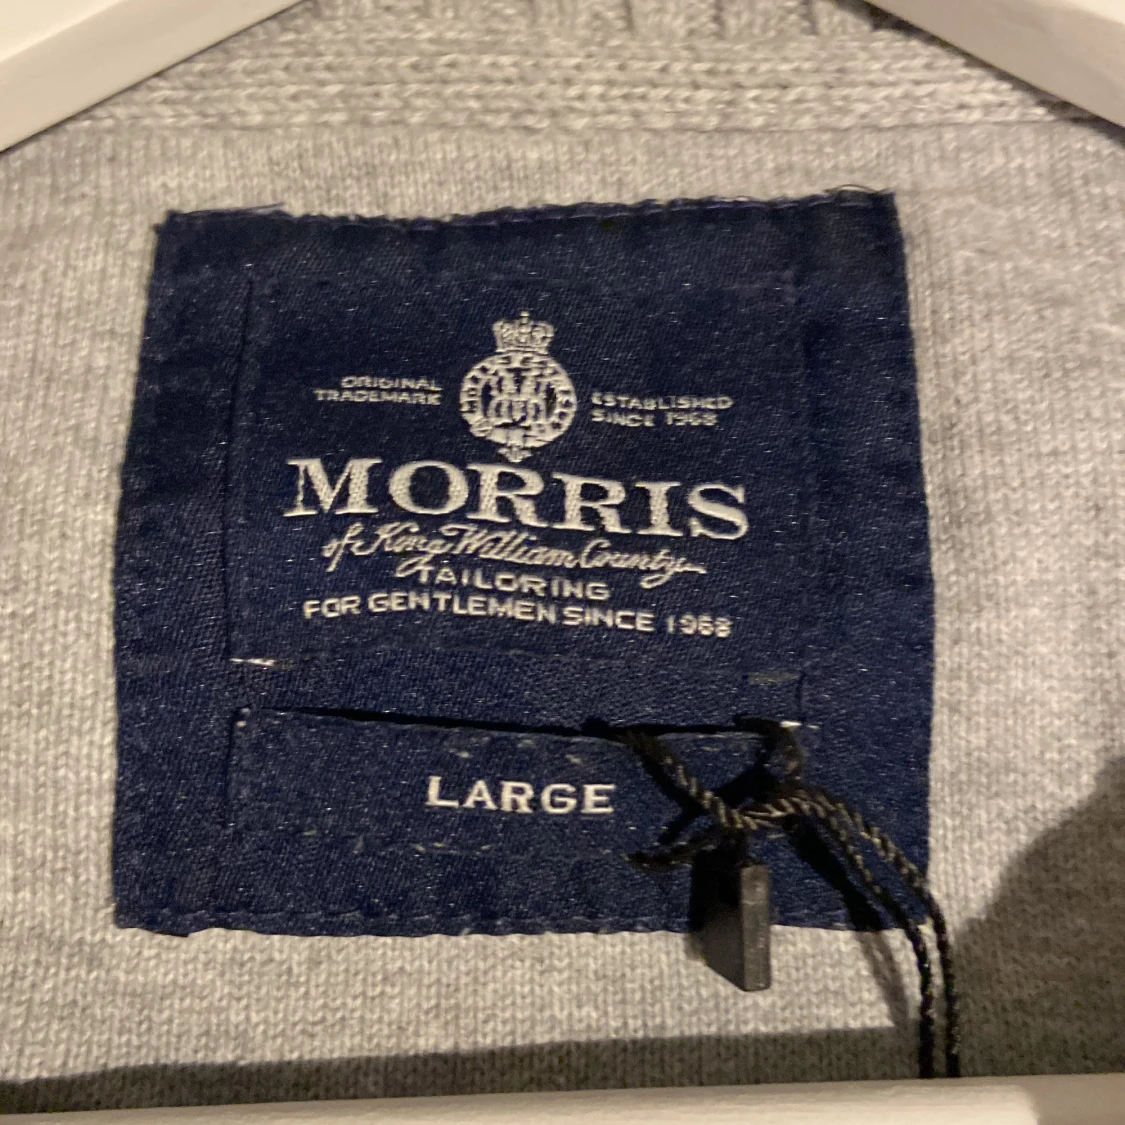 ORIGINAL
TRADEMARK
ESTABLISHED
SINCE 1968
MORRIS
of King William County
TAILORING
FOR GENTLEMEN SINCE 1968
LARGE